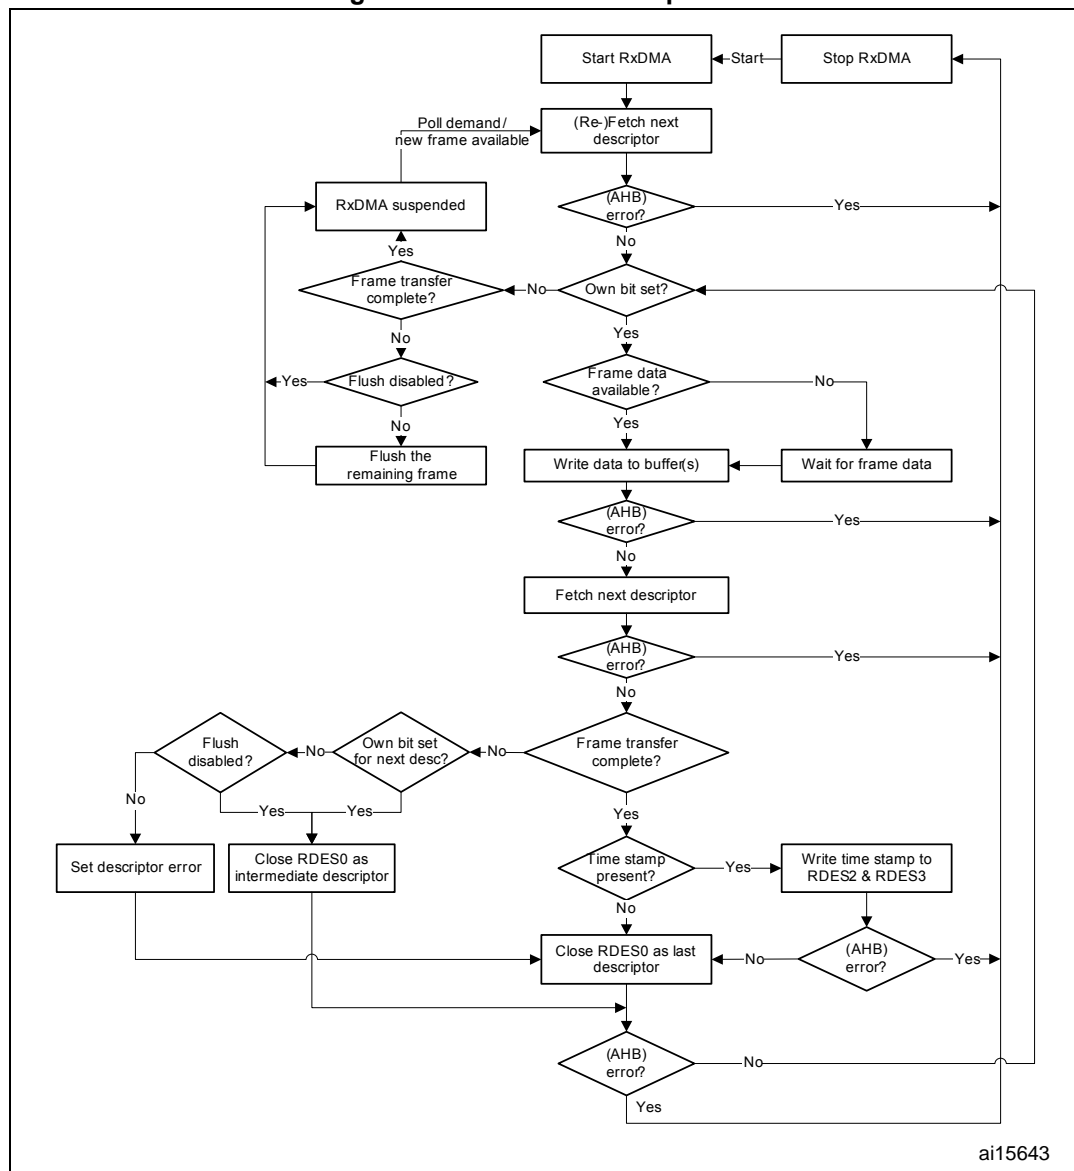 Start RxDMA
Start
Stop RxDMA
Poll demand/
new frame available
(Re-)Fetch next
descriptor
RxDMA suspended
(AHB)
error?
Yes
No
Yes
Frame transfer
complete?
No
Own bit set?
No
Yes
Yes
Flush disabled?
Frame data
available?
No
No
Yes
Flush the
remaining frame
Write data to buffer(s)
Wait for frame data
(AHB)
error?
Yes
No
Fetch next descriptor
(AHB)
error?
Yes
No
Flush
disabled?
No
Own bit set
for next desc?
No
Frame transfer
complete?
No
Yes
Yes
Yes
Set descriptor error
Close RDES0 as
intermediate descriptor
Time stamp
present?
Yes
Write time stamp to
RDES2 & RDES3
No
Close RDES0 as last
descriptor
No
(AHB)
error?
Yes
(AHB)
error?
No
Yes
ai15643